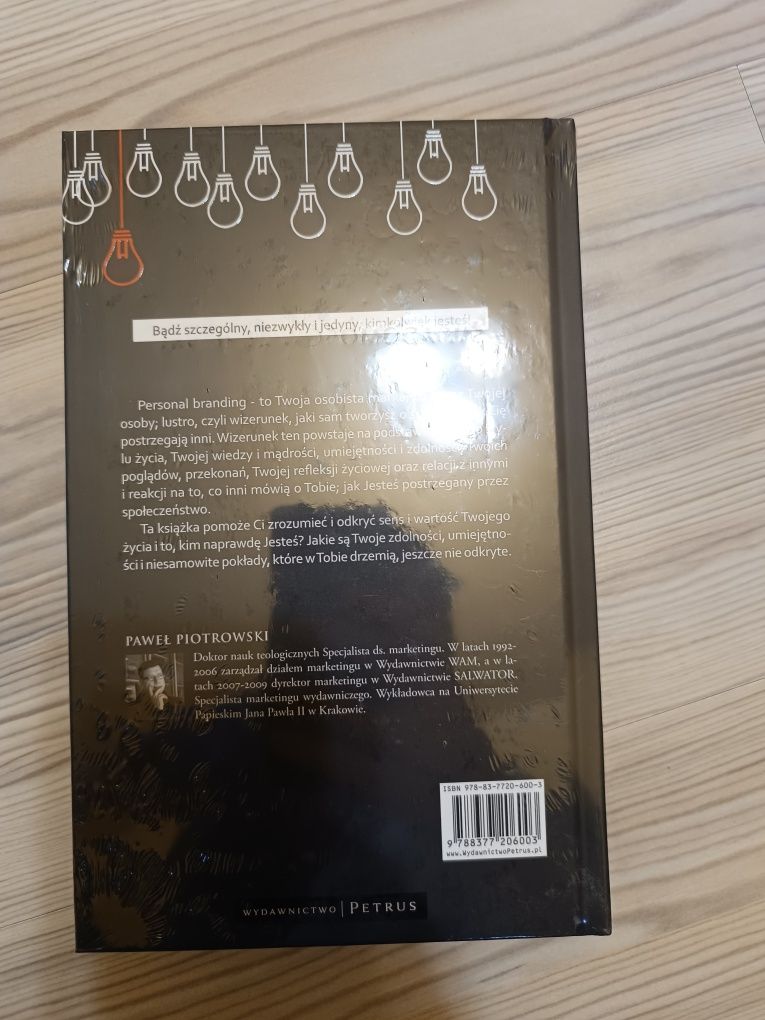 Bądź szczególny, niezwykły i jedyny, kimkolwiek jesteś!
Personal branding - to Twoja osobista Twojej
osoby; lustro, czyli wizerunek, jaki sam tworzysz o
postrzegają inni. Wizerunek ten powstaje na
lu życia, Twojej wiedzy i mądrości, umiejętności i zdolności, Twoich
poglądów, przekonań, Twojej refleksji życiowej oraz relacji z innymi
i reakcji na to, co inni mówią o Tobie; jak Jesteś postrzegany przez
społeczeństwo.
Ta książka pomoże Ci zrozumieć i odkryć sens i wartość Twojego
życia i to, kim naprawdę Jesteś? Jakie są Twoje zdolności, umiejętno-
ści i niesamowite pokłady, które w Tobie drzemią, jeszcze nie odkryte.
PAWEŁ PIOTROWSKI
Doktor nauk teologicznych Specjalista ds. marketingu. W latach 1992-
2006 zarządzał działem marketingu w Wydawnictwie WAM, a w la-
tach 2007-2009 dyrektor marketingu w Wydawnictwie SALWATOR.
Specjalista marketingu wydawniczego. Wykładowca na Uniwersytecie
Papieskim Jana Pawła II w Krakowie.
ISBN 978-83-7720-600-3
9 788377 206003
www.WydawnictwoPetrus.pl
WYDAWNICTWO | PETRUS